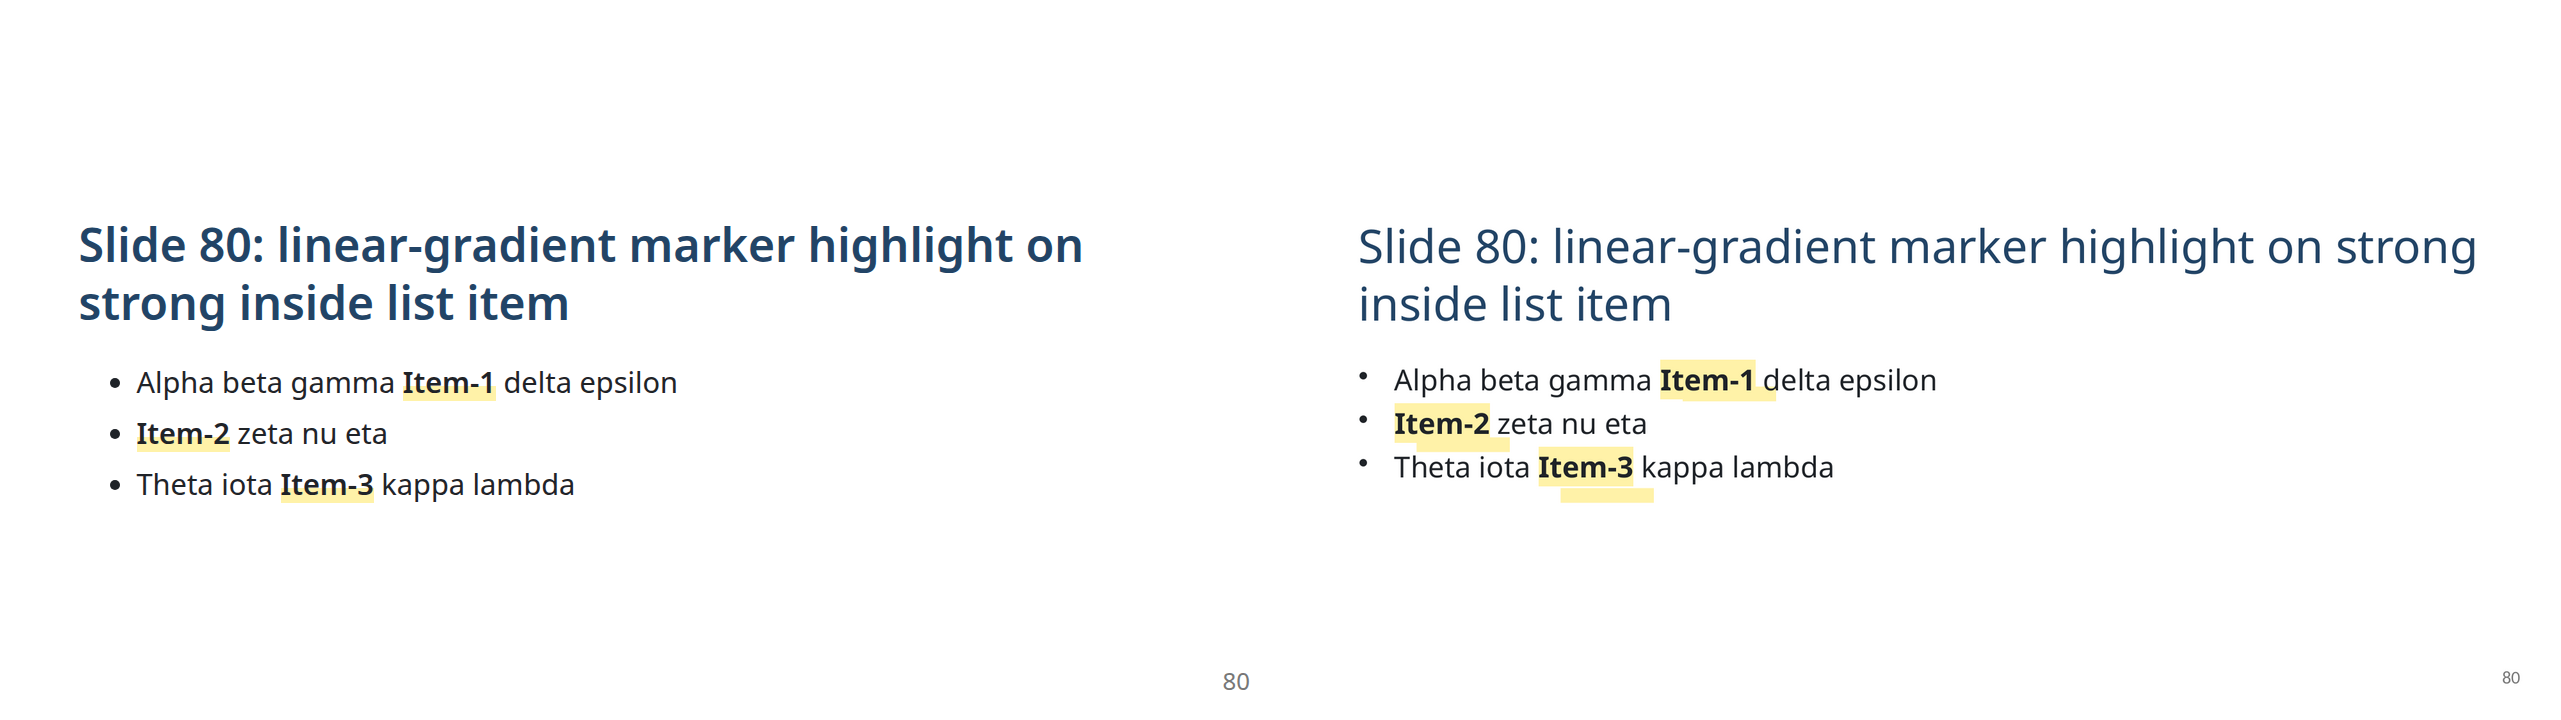 Slide 80: linear-gradient marker highlight on
strong inside list item
• Alpha beta gamma Item-1 delta epsilon
• Item-2 zeta nu eta
• Theta iota Item-3 kappa lambda
80
Slide 80: linear-gradient marker highlight on strong
inside list item
• Alpha beta gamma Item-1 delta epsilon
• Item-2 zeta nu eta
• Theta iota Item-3 kappa lambda
80